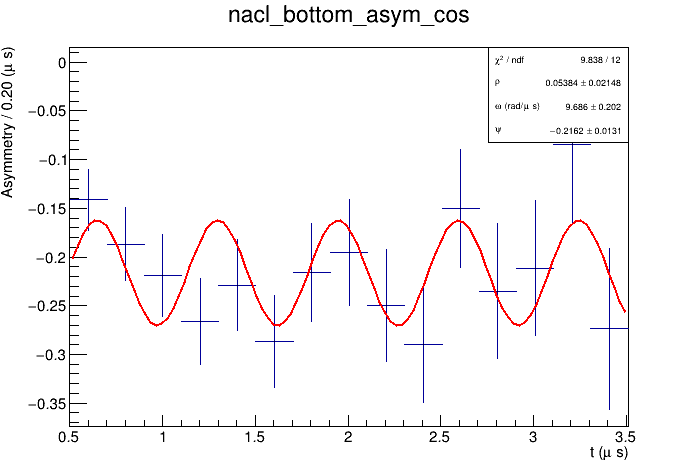 nacl_bottom_asym_cos
Asymmetry / 0.20 (μ s)
χ² / ndf 9.838 / 12
ρ 0.05384 ± 0.02148
ω (rad/μ s) 9.686 ± 0.202
ψ −0.2162 ± 0.0131
0
−0.05
−0.1
−0.15
−0.2
−0.25
−0.3
−0.35
0.5 1 1.5 2 2.5 3 3.5
t (μ s)